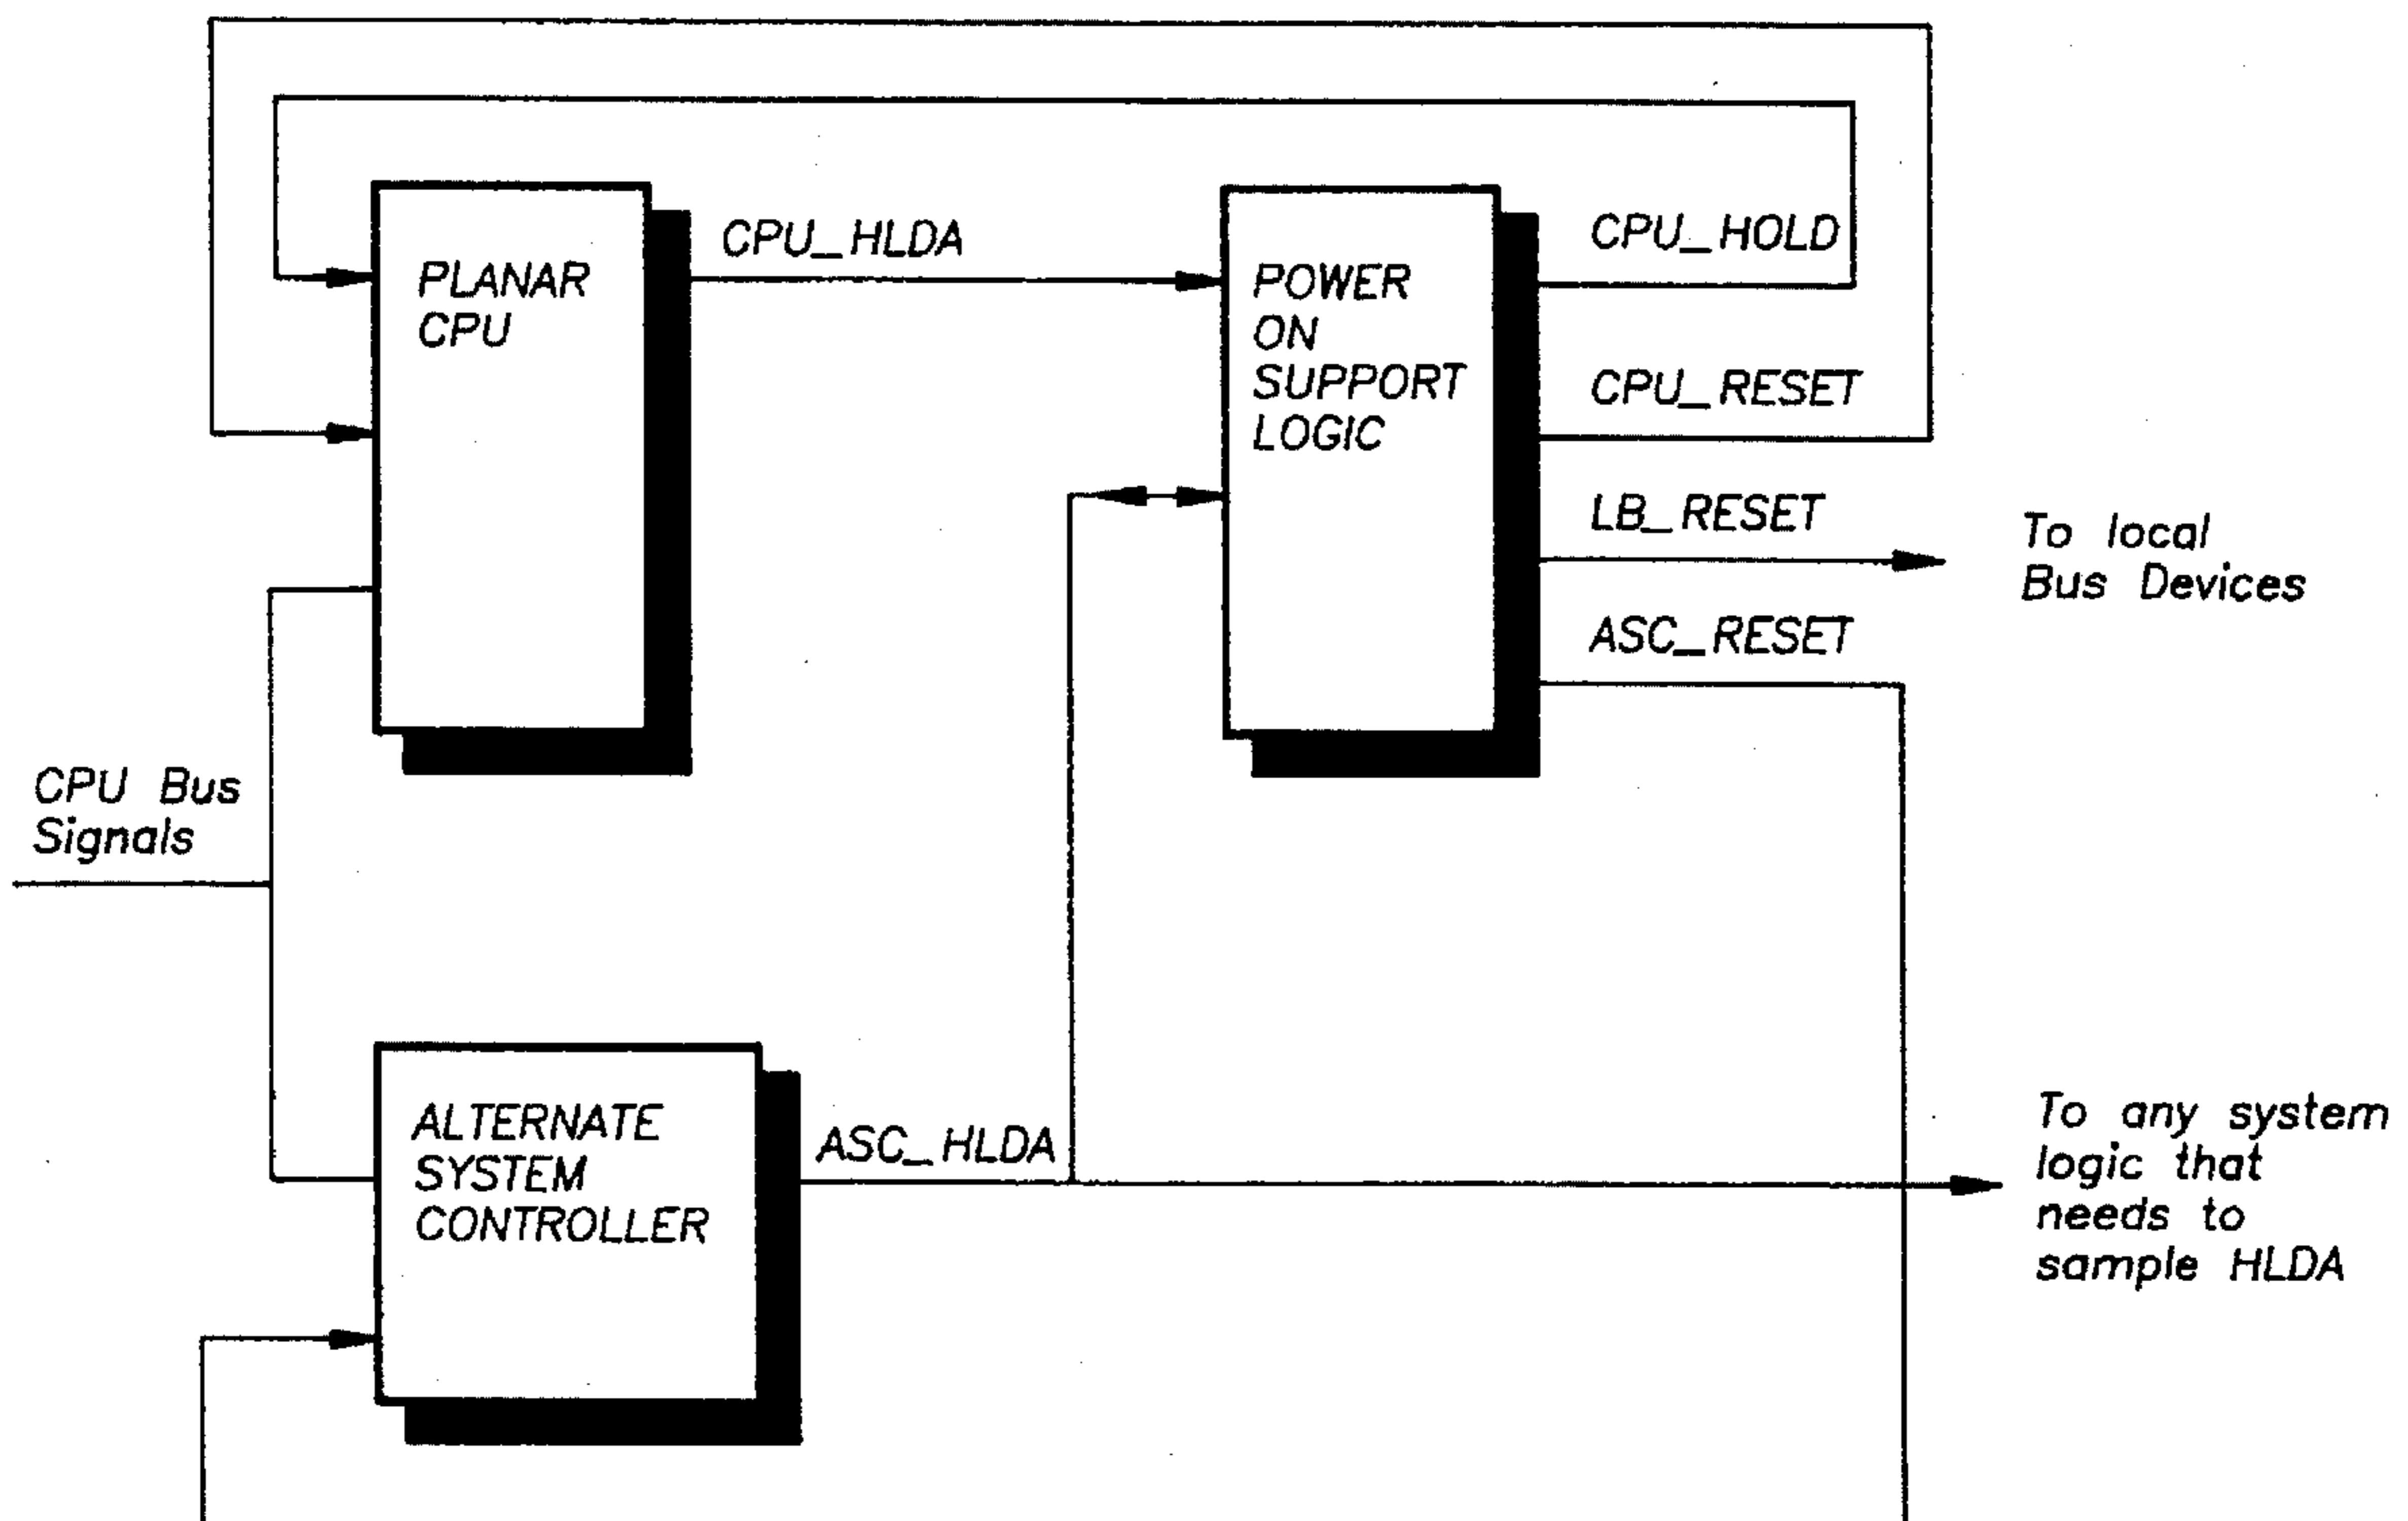 CPU_HLDA
CPU_HOLD
PLANAR
CPU
POWER
ON
SUPPORT
LOGIC
CPU_RESET
LB_RESET
To local
Bus Devices
ASC_RESET
CPU Bus
Signals
ALTERNATE
SYSTEM
CONTROLLER
ASC_HLDA
To any system
logic that
needs to
sample HLDA